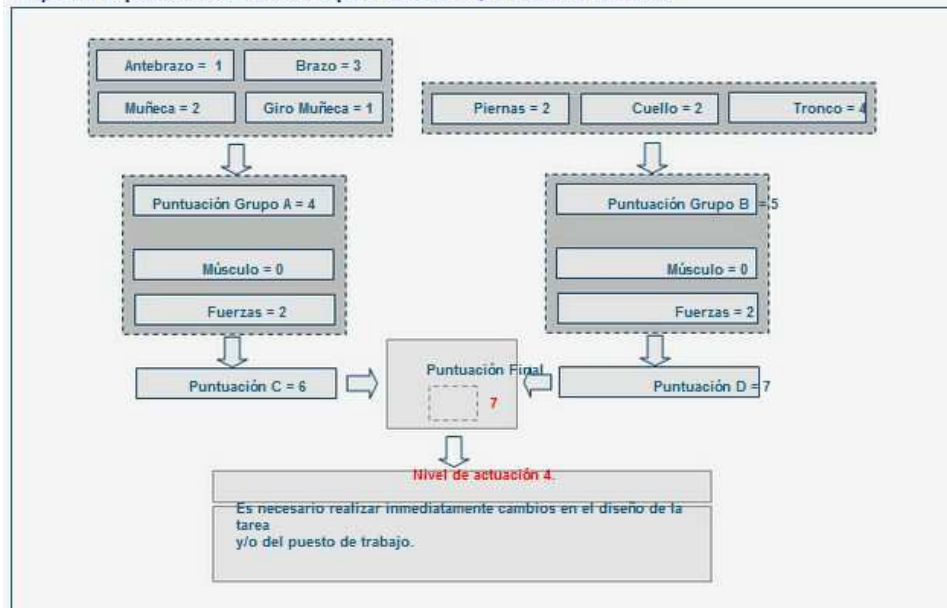 Antebrazo = 1
Brazo = 3
Muñeca = 2
Giro Muñeca = 1
Piernas = 2
Cuello = 2
Tronco = 4
Puntuación Grupo A = 4
Músculo = 0
Fuerzas = 2
Puntuación Grupo B = 5
Músculo = 0
Fuerzas = 2
Puntuación C = 6
Puntuación Final
7
Puntuación D = 7
Nivel de actuación 4.
Es necesario realizar inmediatamente cambios en el diseño de la
tarea
y/o del puesto de trabajo.